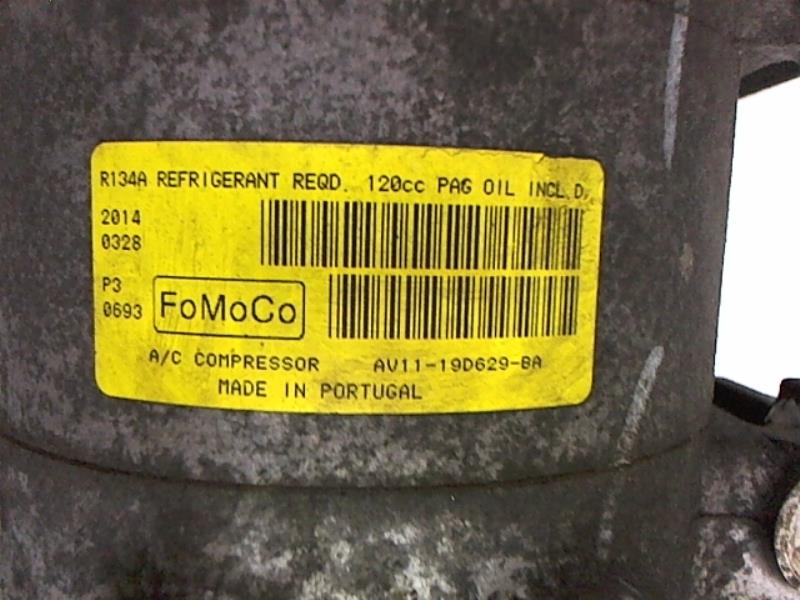 R134A REFRIGERANT REQD. 120cc PAG OIL INCL D.
2014
0328
P3
0693
FoMoCo
A/C COMPRESSOR AV11-19D629-BA
MADE IN PORTUGAL